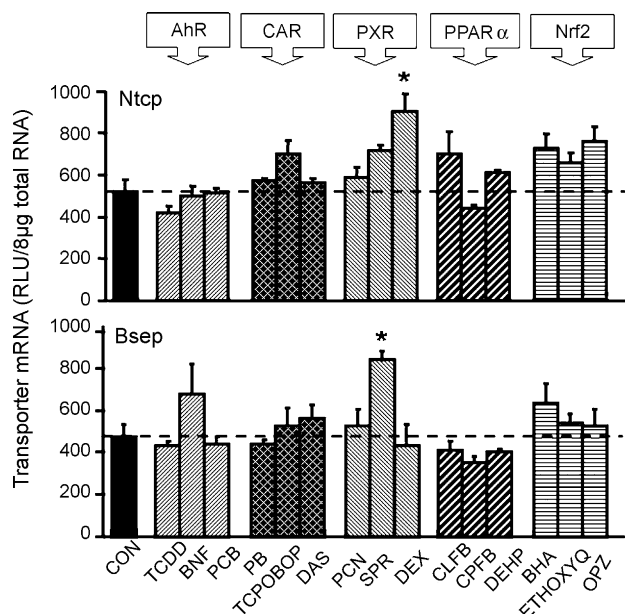 AhR CAR PXR PPAR α Nrf2
Transporter mRNA (RLU/8µg total RNA)
Ntcp
*
1000
800
600
400
200
0
Bsep
*
1000
800
600
400
200
0
CON TCDD BNF PCB PB TCPOBOP DAS PCN SPR DEX CLFB CPFB DEHP BHA ETHOXYQ OPZ